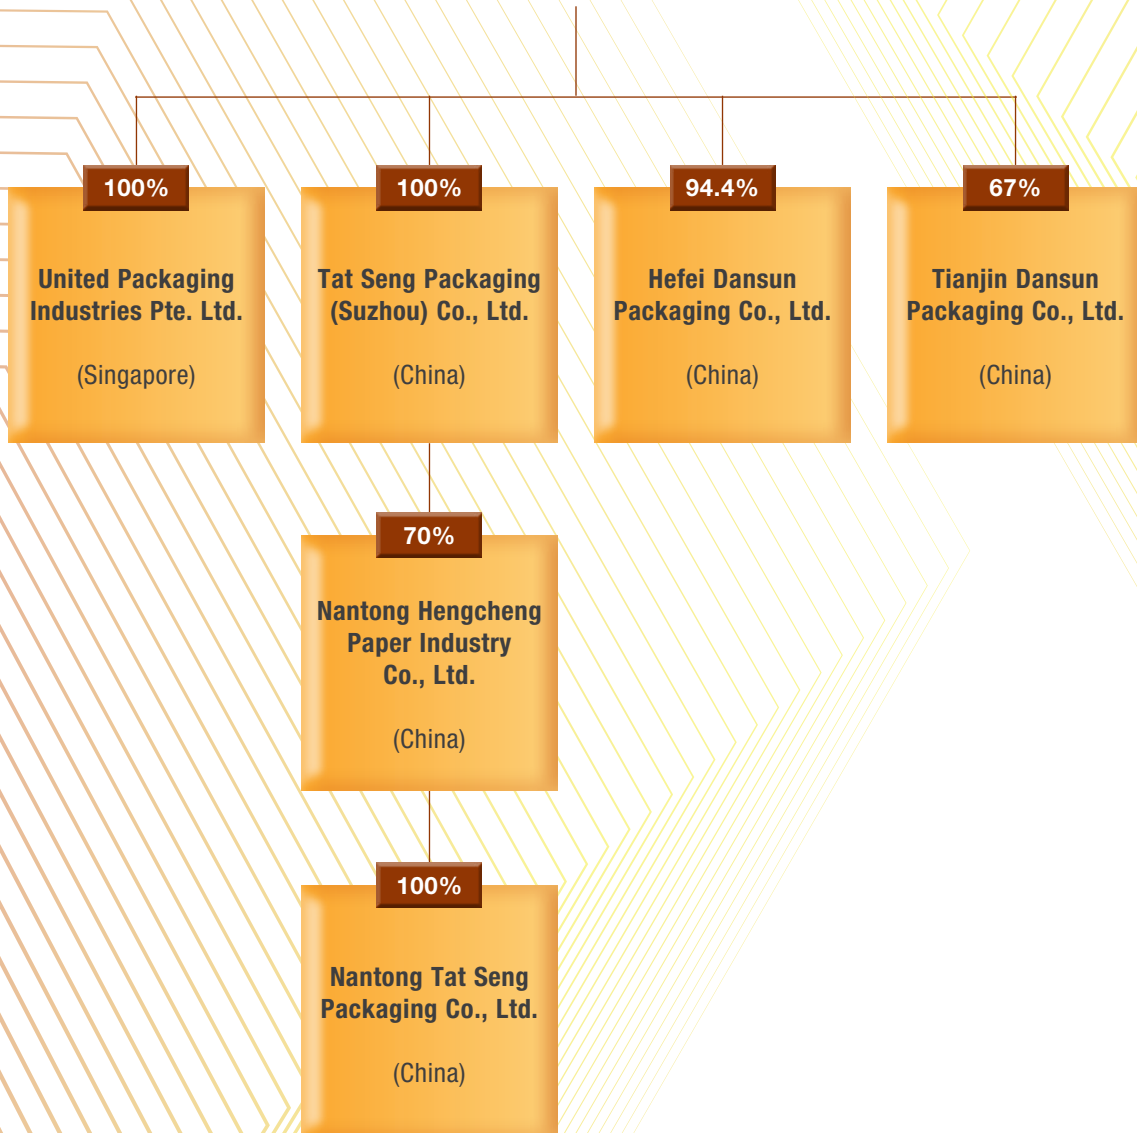 100%
United Packaging
Industries Pte. Ltd.
(Singapore)
100%
Tat Seng Packaging
(Suzhou) Co., Ltd.
(China)
94.4%
Hefei Dansun
Packaging Co., Ltd.
(China)
67%
Tianjin Dansun
Packaging Co., Ltd.
(China)
70%
Nantong Hengcheng
Paper Industry
Co., Ltd.
(China)
100%
Nantong Tat Seng
Packaging Co., Ltd.
(China)